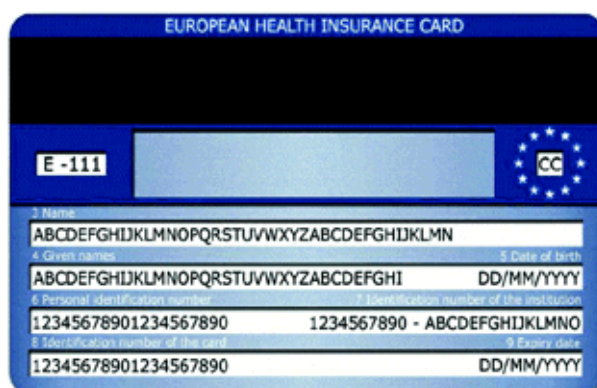 EUROPEAN HEALTH INSURANCE CARD
E -111
CC
3 Name
ABCDEFGHIJKLMNOPQRSTUVWXYZABCDEFGHIJKLMN
4 Given names 5 Date of birth
ABCDEFGHIJKLMNOPQRSTUVWXYZABCDEFGHI DD/MM/YYYY
6 Personal identification number 7 Identification number of the institution
12345678901234567890 1234567890 - ABCDEFGHIJKLMNO
8 Identification number of the card 9 Expiry date
12345678901234567890 DD/MM/YYYY